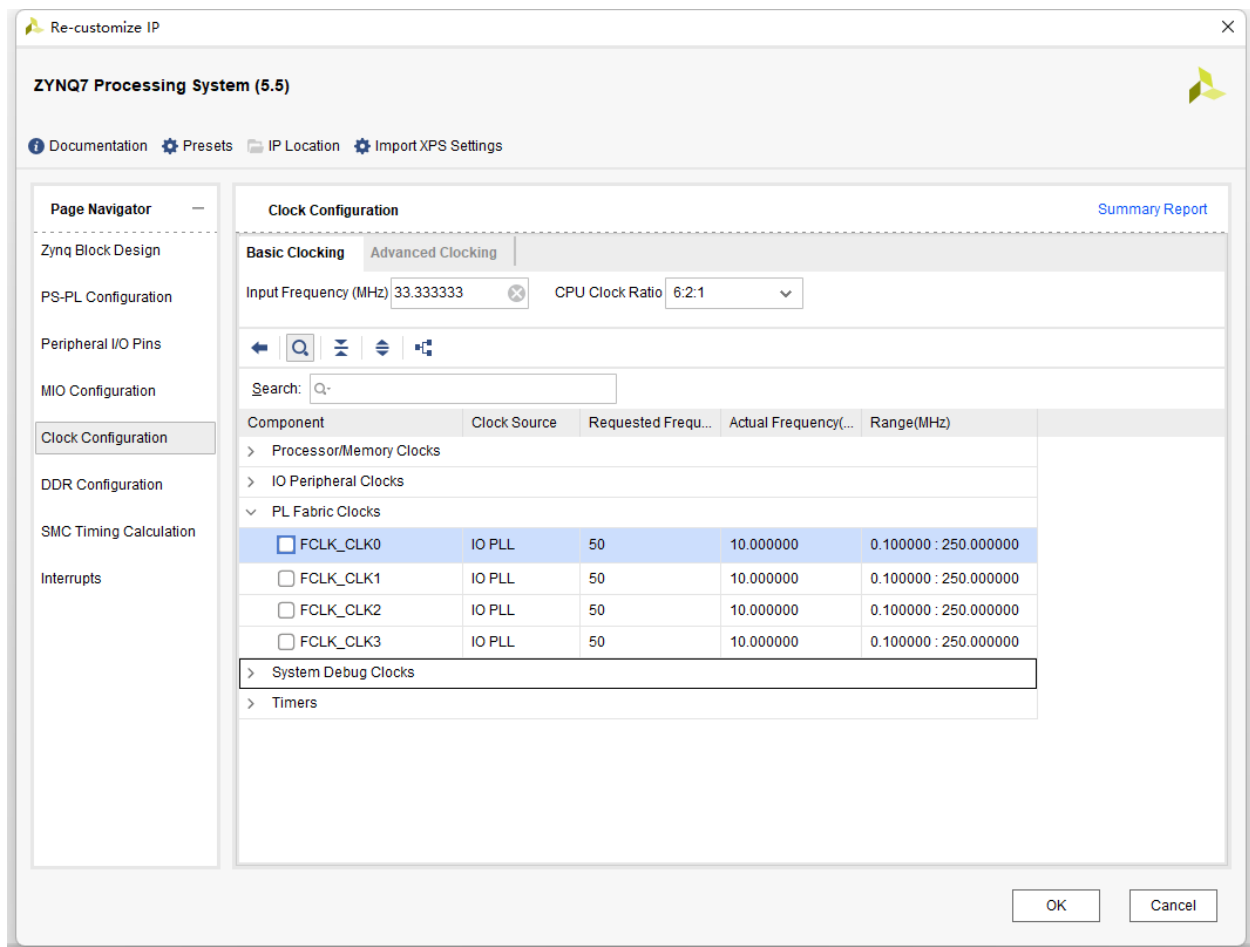 Re-customize IP
ZYNQ7 Processing System (5.5)
Documentation Presets IP Location Import XPS Settings
Page Navigator
Zynq Block Design
PS-PL Configuration
Peripheral I/O Pins
MIO Configuration
Clock Configuration
DDR Configuration
SMC Timing Calculation
Interrupts
Clock Configuration Summary Report
Basic Clocking Advanced Clocking
Input Frequency (MHz) 33.333333 CPU Clock Ratio 6:2:1
Search:
Component Clock Source Requested Frequ... Actual Frequency(... Range(MHz)
Processor/Memory Clocks
IO Peripheral Clocks
PL Fabric Clocks
FCLK_CLK0 IO PLL 50 10.000000 0.100000 : 250.000000
FCLK_CLK1 IO PLL 50 10.000000 0.100000 : 250.000000
FCLK_CLK2 IO PLL 50 10.000000 0.100000 : 250.000000
FCLK_CLK3 IO PLL 50 10.000000 0.100000 : 250.000000
System Debug Clocks
Timers
OK Cancel